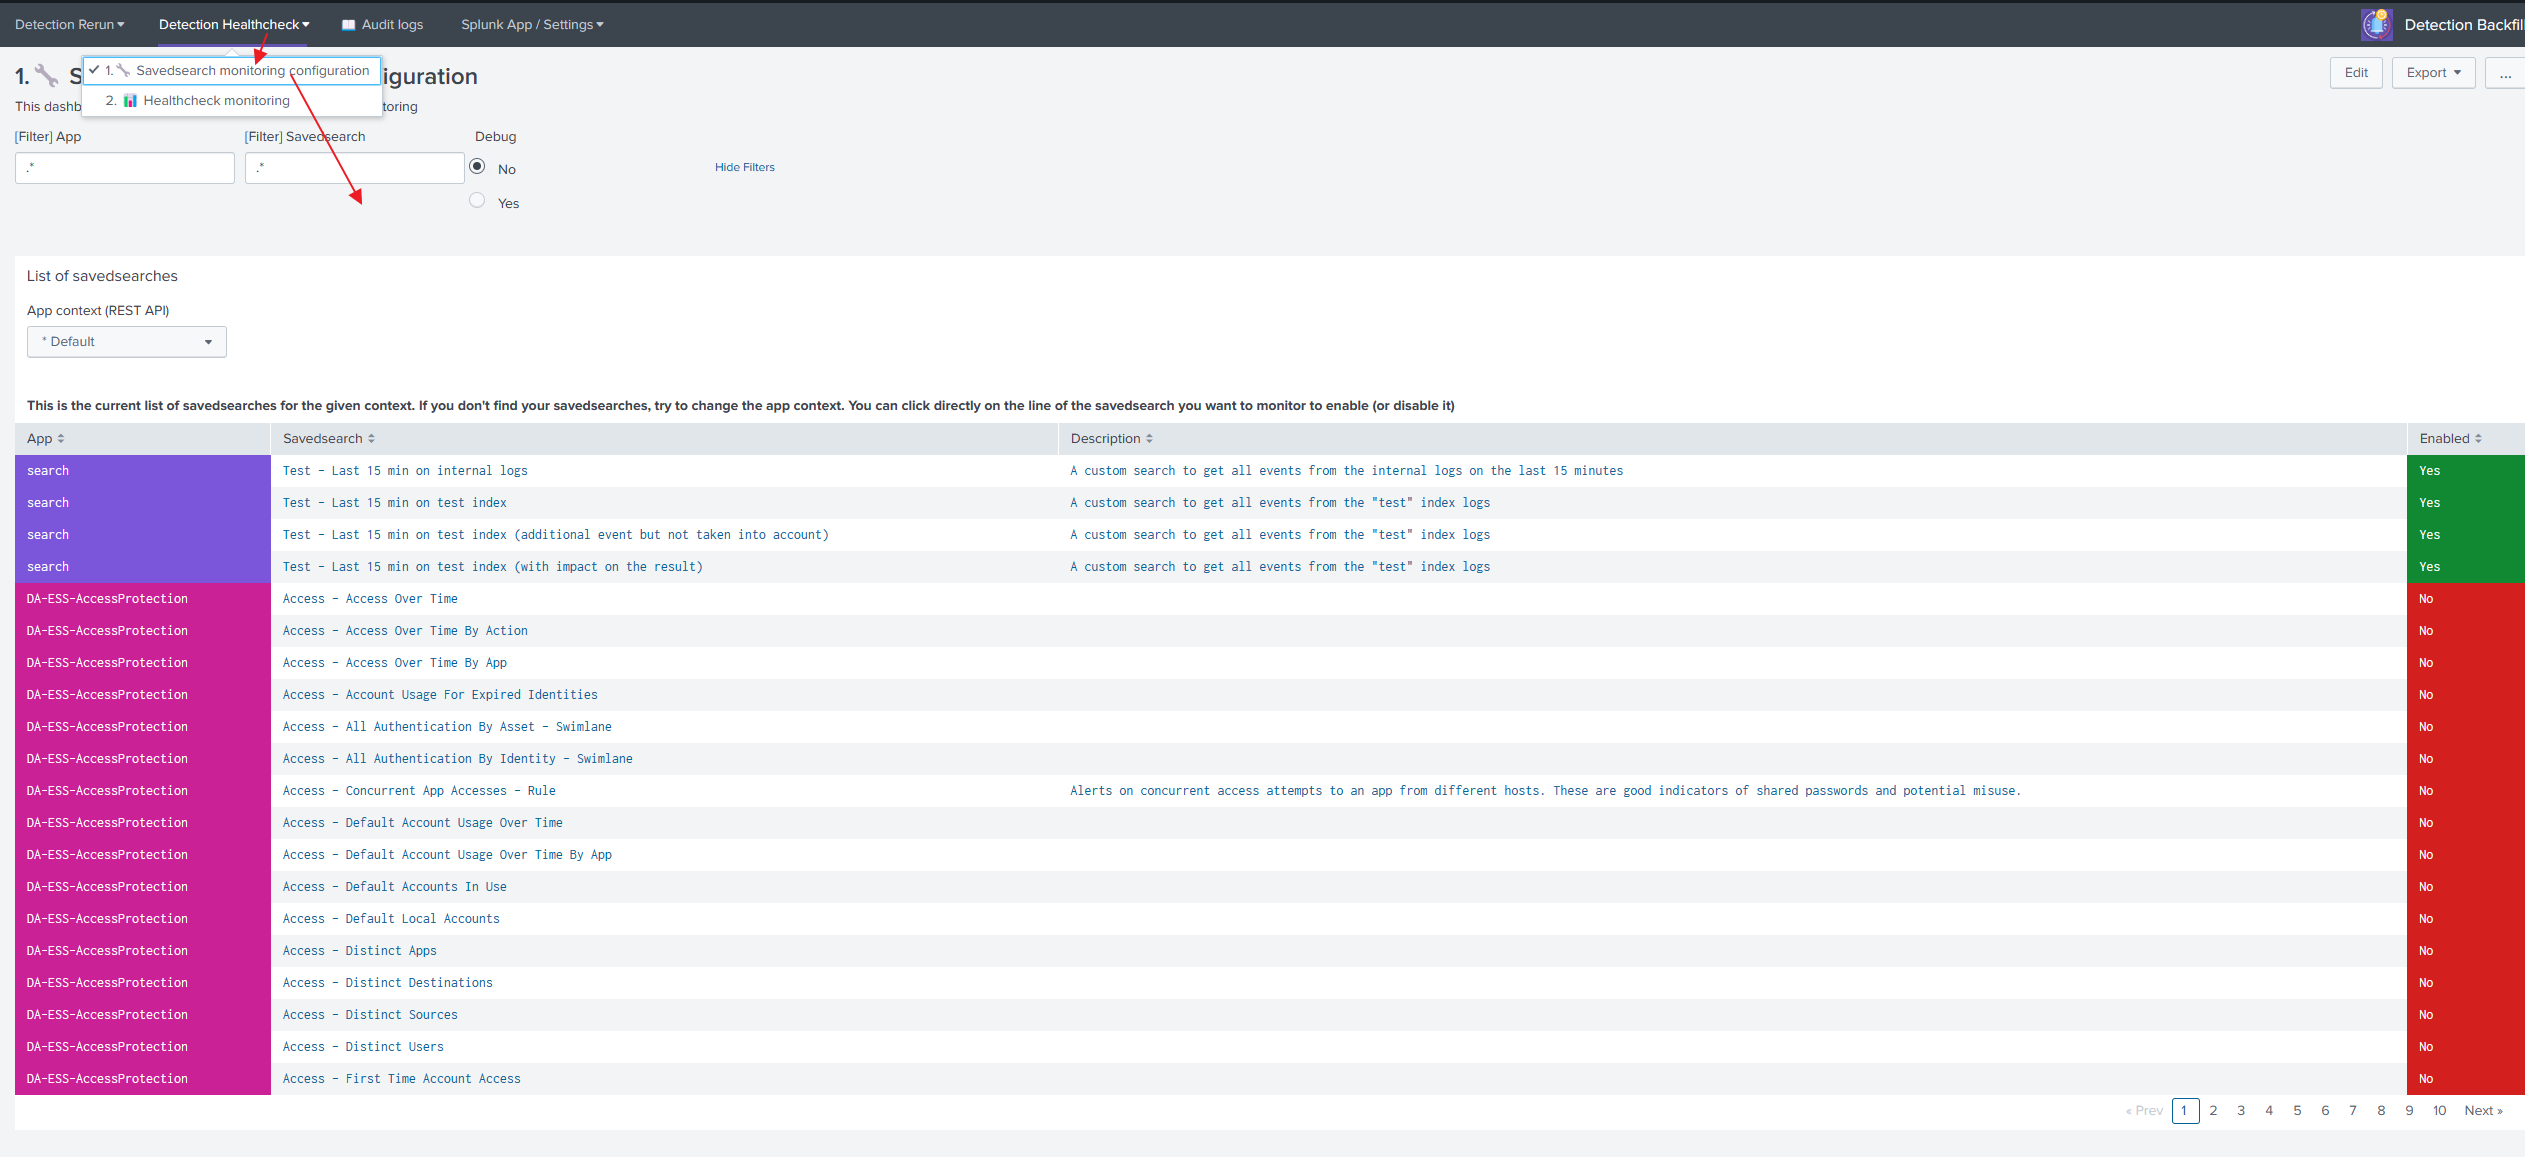 Detection Rerun Detection Healthcheck Audit logs Splunk App / Settings Detection Backfil
1. Savedsearch monitoring configuration
2. Healthcheck monitoring
1. S iguration
Edit Export ...
This dashb toring
[Filter] App [Filter] Savedsearch Debug
.* .* No Hide Filters
Yes
List of savedsearches
App context (REST API)
* Default
This is the current list of savedsearches for the given context. If you don't find your savedsearches, try to change the app context. You can click directly on the line of the savedsearch you want to monitor to enable (or disable it)
App Savedsearch Description Enabled
search Test - Last 15 min on internal logs A custom search to get all events from the internal logs on the last 15 minutes Yes
search Test - Last 15 min on test index A custom search to get all events from the "test" index logs Yes
search Test - Last 15 min on test index (additional event but not taken into account) A custom search to get all events from the "test" index logs Yes
search Test - Last 15 min on test index (with impact on the result) A custom search to get all events from the "test" index logs Yes
DA-ESS-AccessProtection Access - Access Over Time No
DA-ESS-AccessProtection Access - Access Over Time By Action No
DA-ESS-AccessProtection Access - Access Over Time By App No
DA-ESS-AccessProtection Access - Account Usage For Expired Identities No
DA-ESS-AccessProtection Access - All Authentication By Asset - Swimlane No
DA-ESS-AccessProtection Access - All Authentication By Identity - Swimlane No
DA-ESS-AccessProtection Access - Concurrent App Accesses - Rule Alerts on concurrent access attempts to an app from different hosts. These are good indicators of shared passwords and potential misuse. No
DA-ESS-AccessProtection Access - Default Account Usage Over Time No
DA-ESS-AccessProtection Access - Default Account Usage Over Time By App No
DA-ESS-AccessProtection Access - Default Accounts In Use No
DA-ESS-AccessProtection Access - Default Local Accounts No
DA-ESS-AccessProtection Access - Distinct Apps No
DA-ESS-AccessProtection Access - Distinct Destinations No
DA-ESS-AccessProtection Access - Distinct Sources No
DA-ESS-AccessProtection Access - Distinct Users No
DA-ESS-AccessProtection Access - First Time Account Access No
« Prev 1 2 3 4 5 6 7 8 9 10 Next »